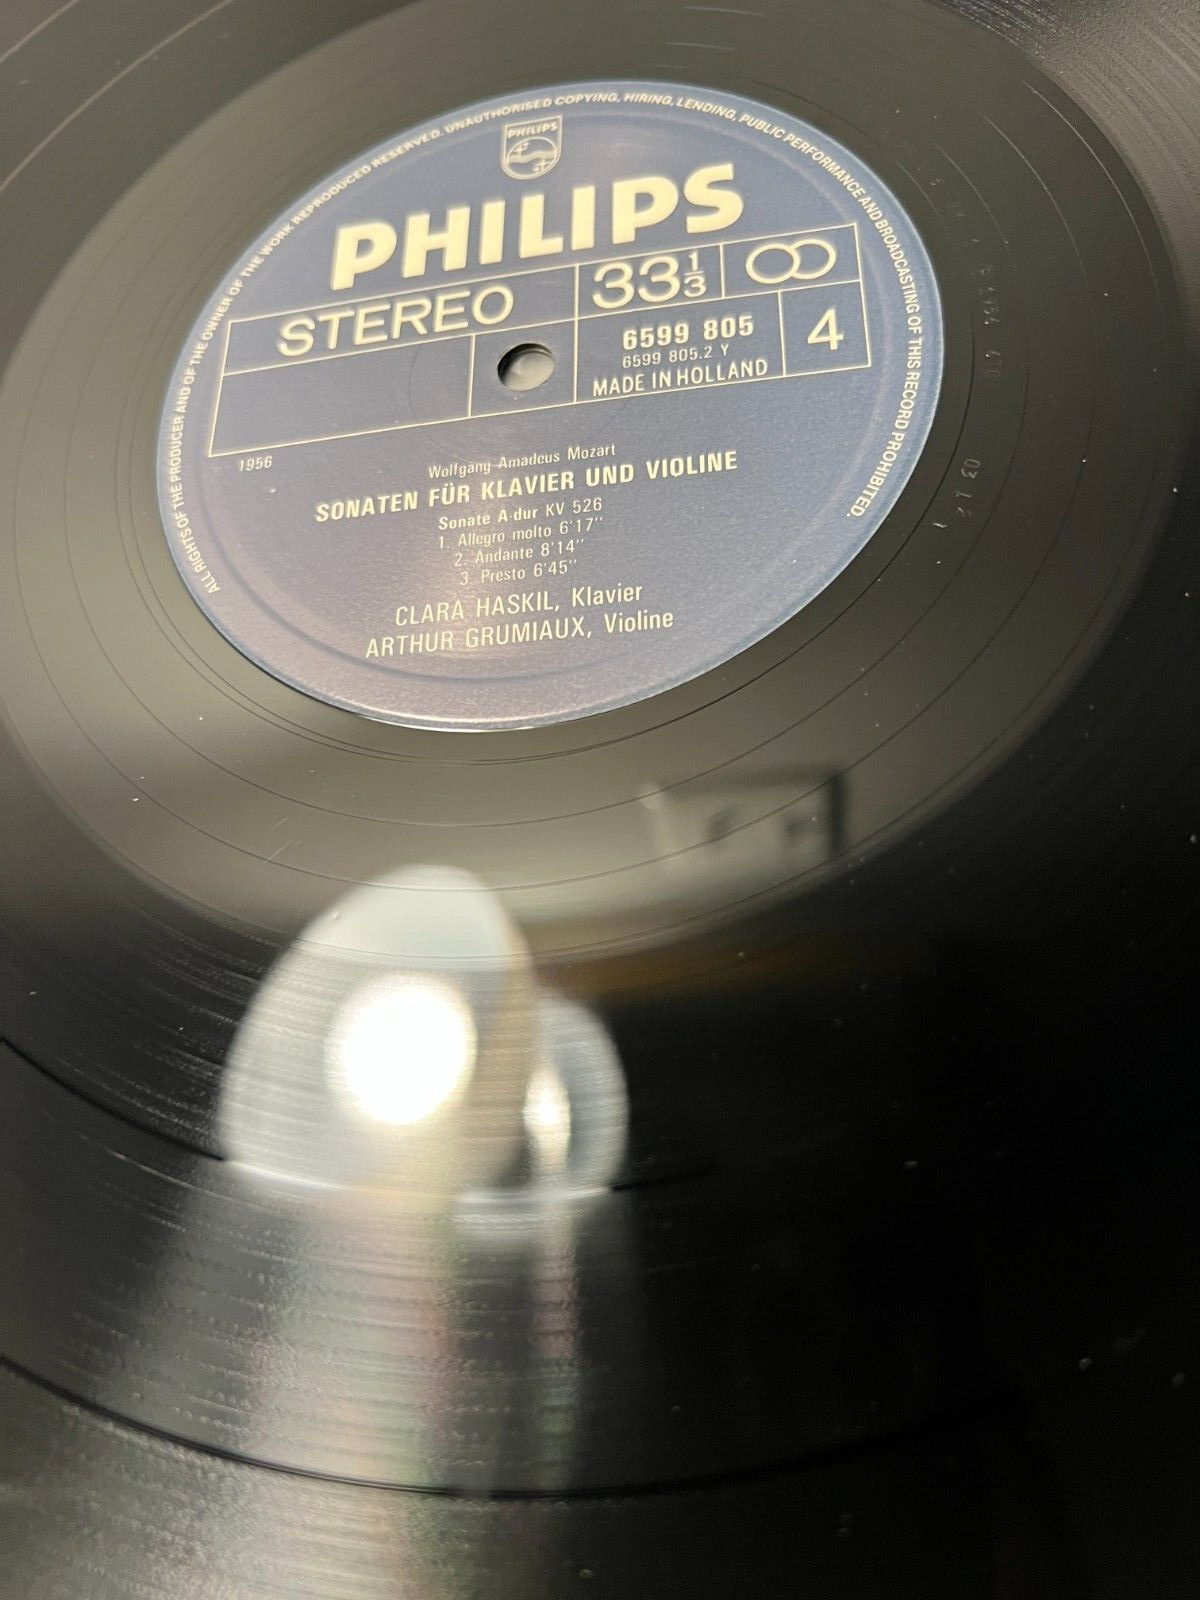 ALL RIGHTS OF THE PRODUCER AND OF THE OWNER OF THE WORK REPRODUCED RESERVED. UNAUTHORISED COPYING, HIRING, LENDING, PUBLIC PERFORMANCE AND BROADCASTING OF THIS RECORD PROHIBITED.
PHILIPS
PHILIPS
STEREO
33 1/3
6599 805
6599 805.2 Y
MADE IN HOLLAND
4
1956
Wolfgang Amadeus Mozart
SONATEN FÜR KLAVIER UND VIOLINE
Sonate A-dur KV 526
1. Allegro molto 6'17''
2. Andante 8'14''
3. Presto 6'45''
CLARA HASKIL, Klavier
ARTHUR GRUMIAUX, Violine